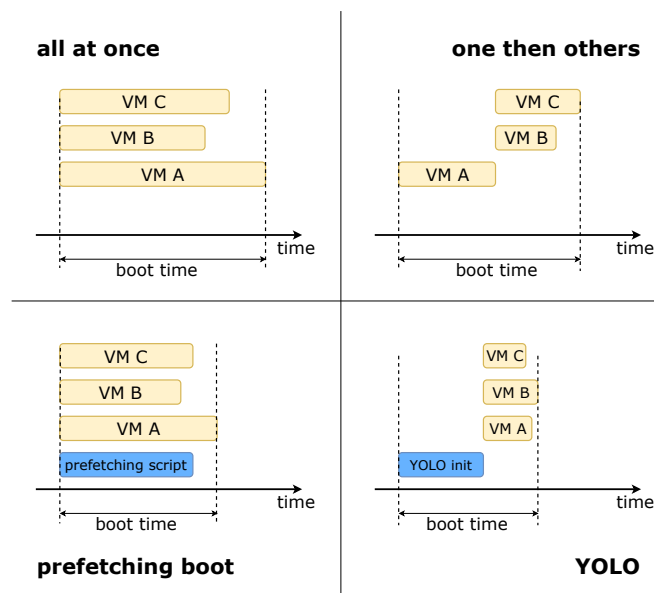 all at once
VM C
VM B
VM A
time
boot time
one then others
VM C
VM B
VM A
time
boot time
VM C
VM B
VM A
prefetching script
time
boot time
prefetching boot
VM C
VM B
VM A
YOLO init
time
boot time
YOLO